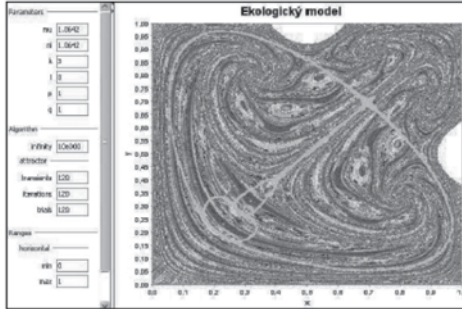 Parameters
mu 1.0642
ni 1.0642
k 3
l 3
p 1
q 1
Algorithm
infinity
attractor
transients 120
iterations 120
trials 120
Ranges
horizontal
min 0
max 1
Ekologický model
1.00
0.95
0.90
0.85
0.80
0.75
0.70
0.65
0.60
0.55
0.50
0.45
0.40
0.35
0.30
0.25
0.20
0.15
0.10
0.05
0.00
Y
0.0 0.1 0.2 0.3 0.4 0.5 0.6 0.7 0.8 0.9 1.0
X